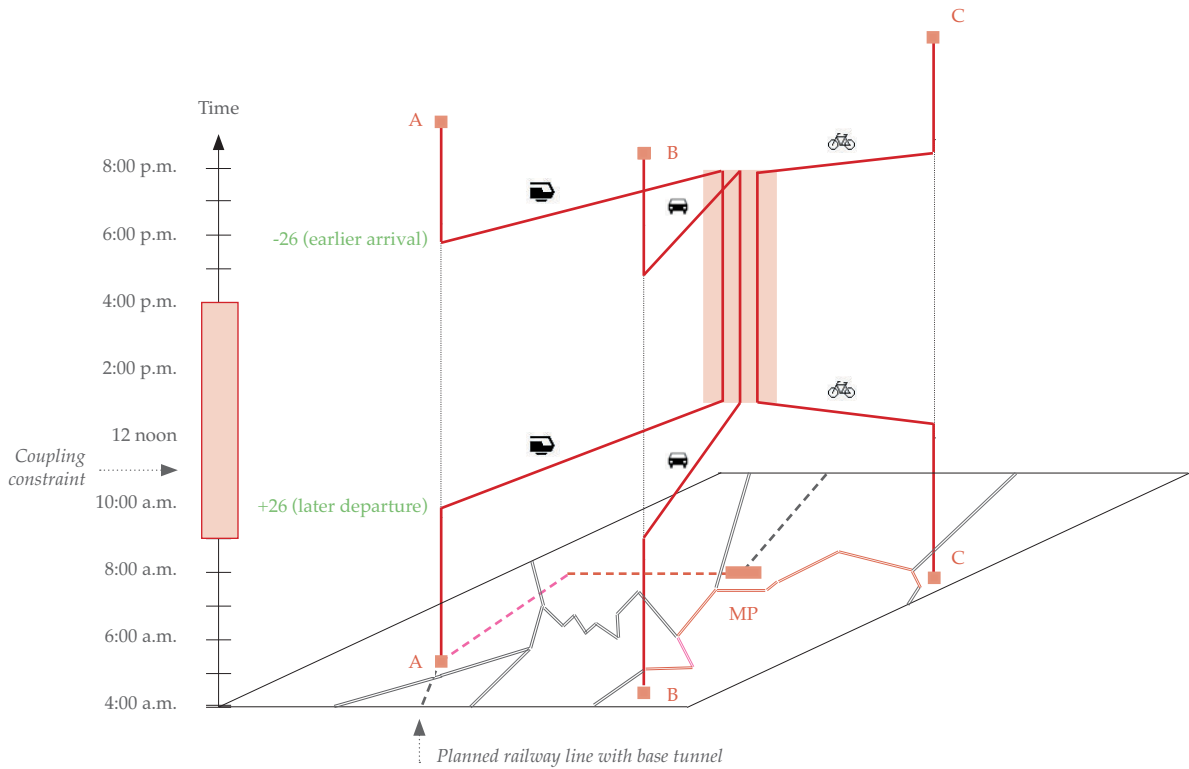 C
Time
A
B
8:00 p.m.
6:00 p.m.
-26 (earlier arrival)
4:00 p.m.
2:00 p.m.
12 noon
Coupling
constraint
10:00 a.m.
+26 (later departure)
8:00 a.m.
C
MP
6:00 a.m.
A
B
4:00 a.m.
Planned railway line with base tunnel